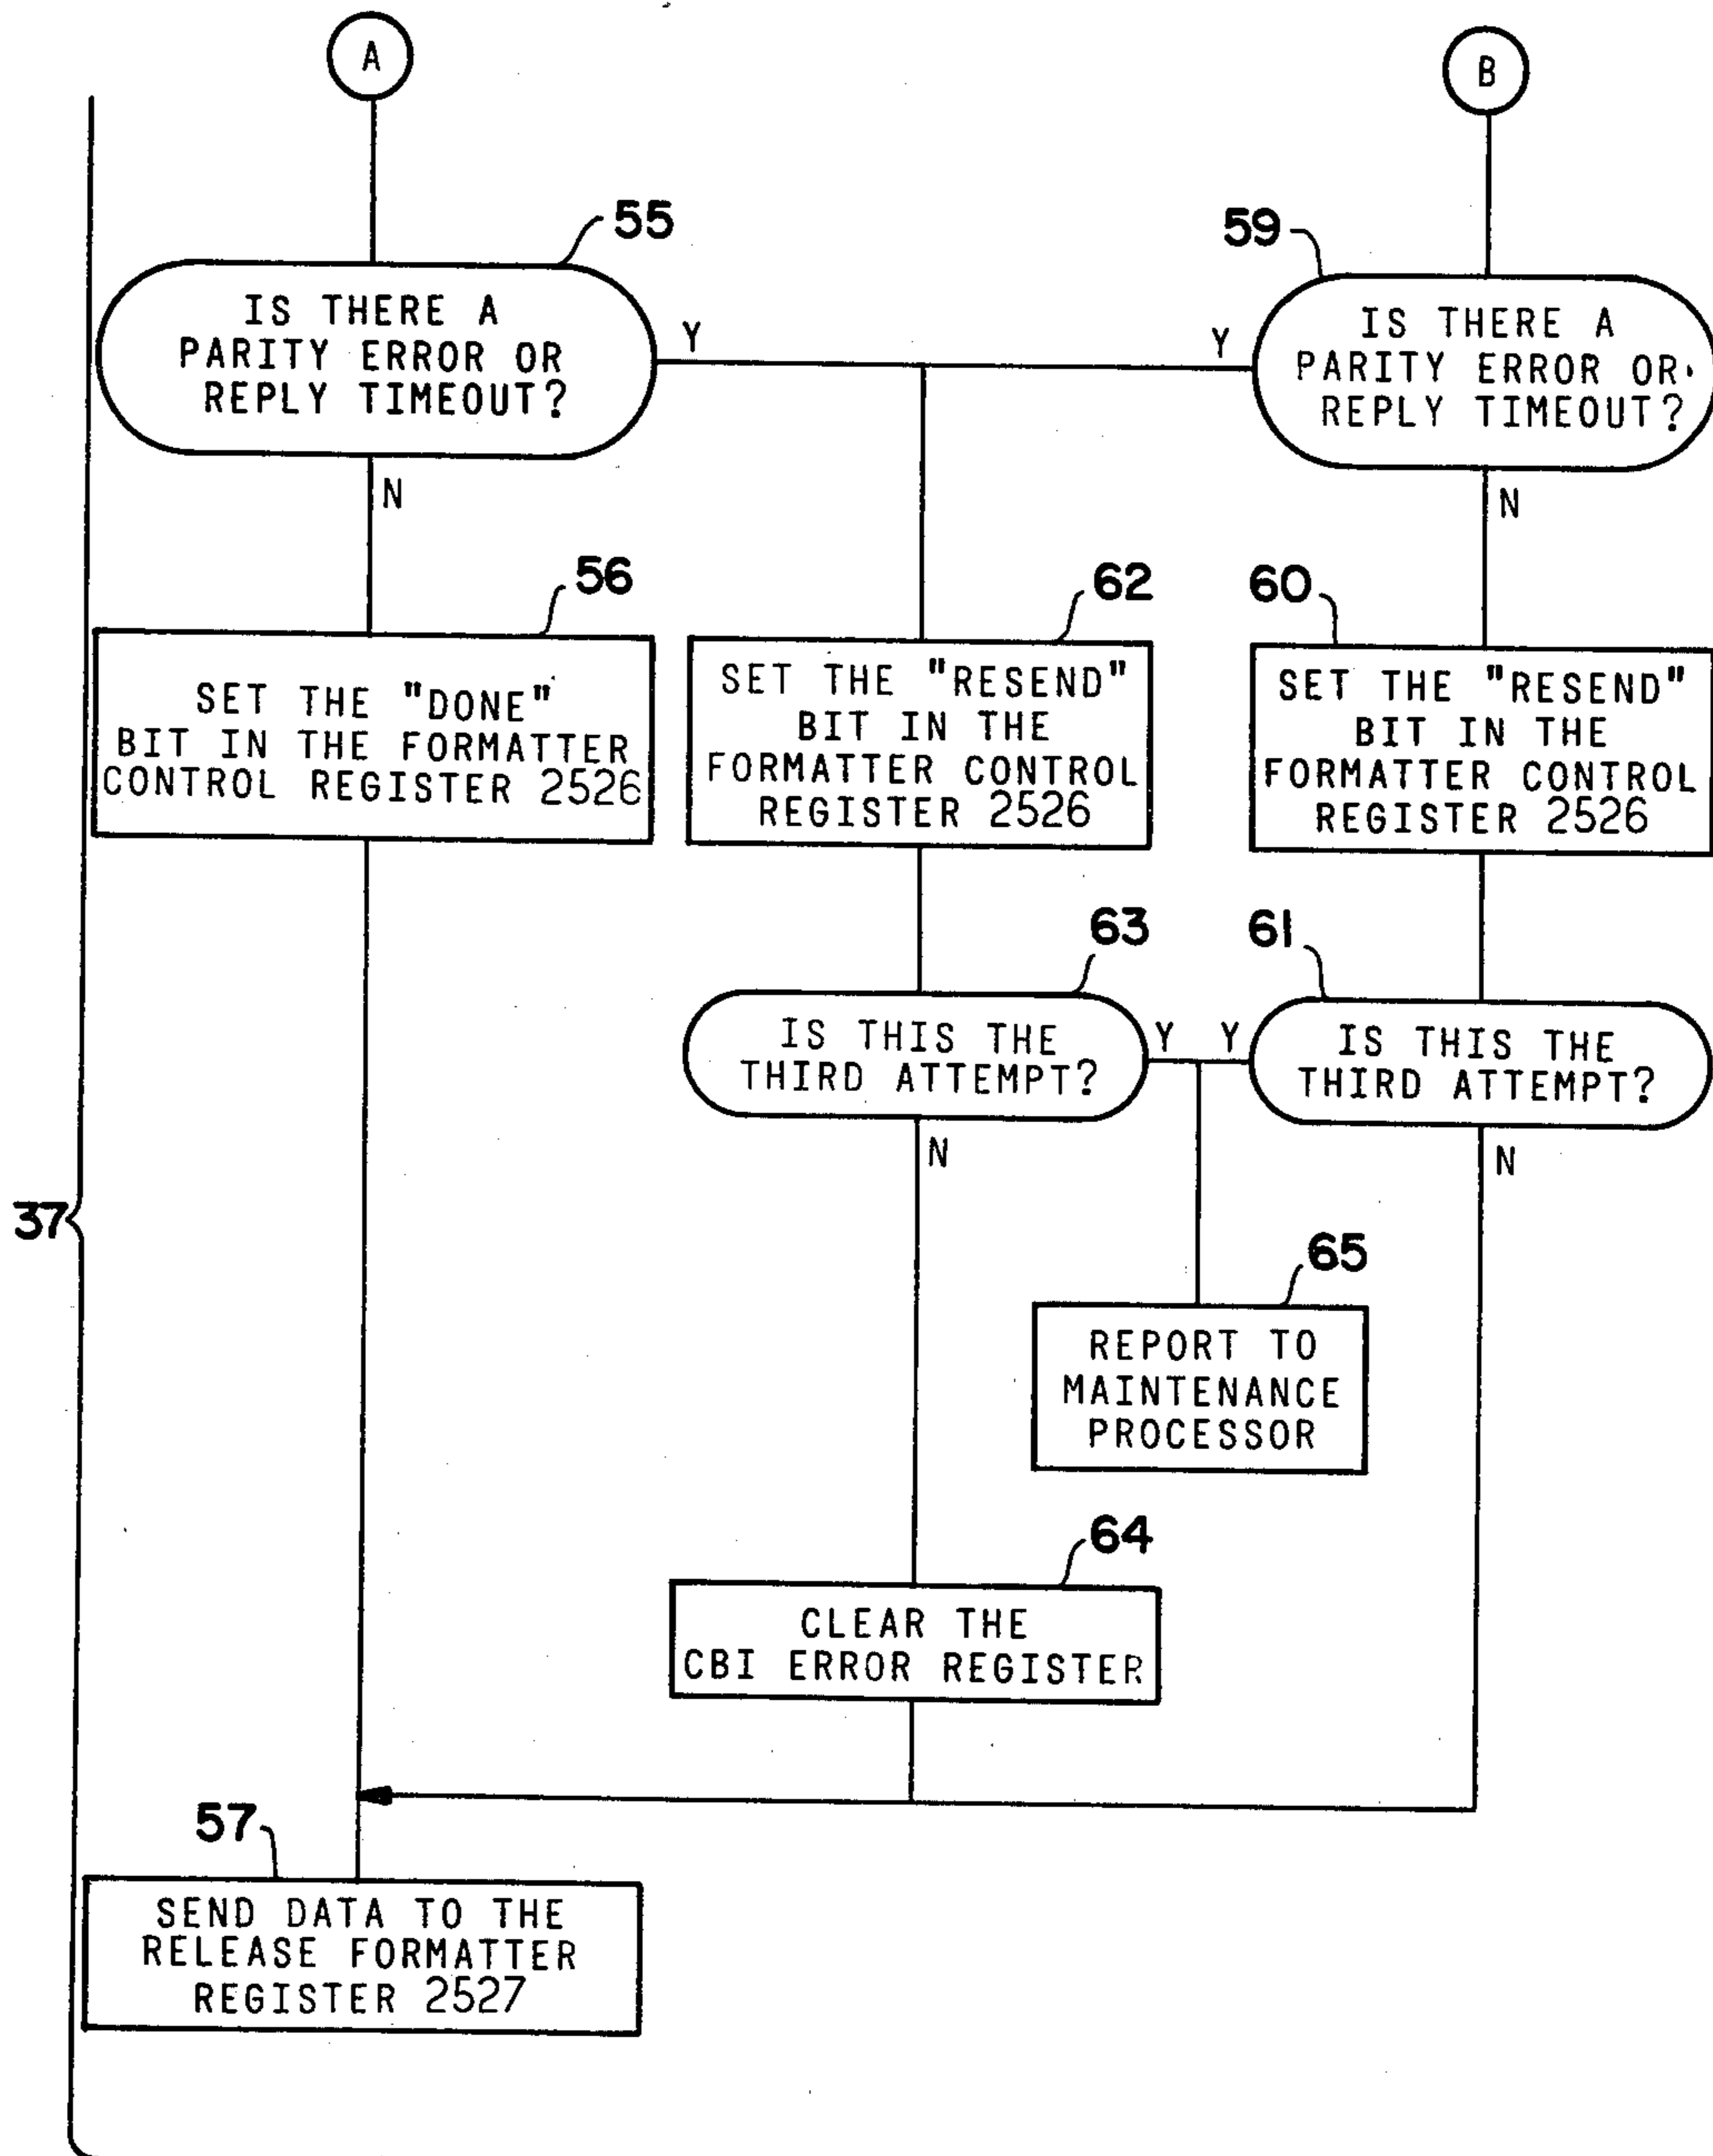 A
B
55
59
IS THERE A
PARITY ERROR OR
REPLY TIMEOUT?
Y
Y
IS THERE A
PARITY ERROR OR
REPLY TIMEOUT?
N
N
56
62
60
SET THE "DONE"
BIT IN THE FORMATTER
CONTROL REGISTER 2526
SET THE "RESEND"
BIT IN THE
FORMATTER CONTROL
REGISTER 2526
SET THE "RESEND"
BIT IN THE
FORMATTER CONTROL
REGISTER 2526
63
61
IS THIS THE
THIRD ATTEMPT?
Y
Y
IS THIS THE
THIRD ATTEMPT?
N
N
37
65
REPORT TO
MAINTENANCE
PROCESSOR
64
CLEAR THE
CBI ERROR REGISTER
57
SEND DATA TO THE
RELEASE FORMATTER
REGISTER 2527